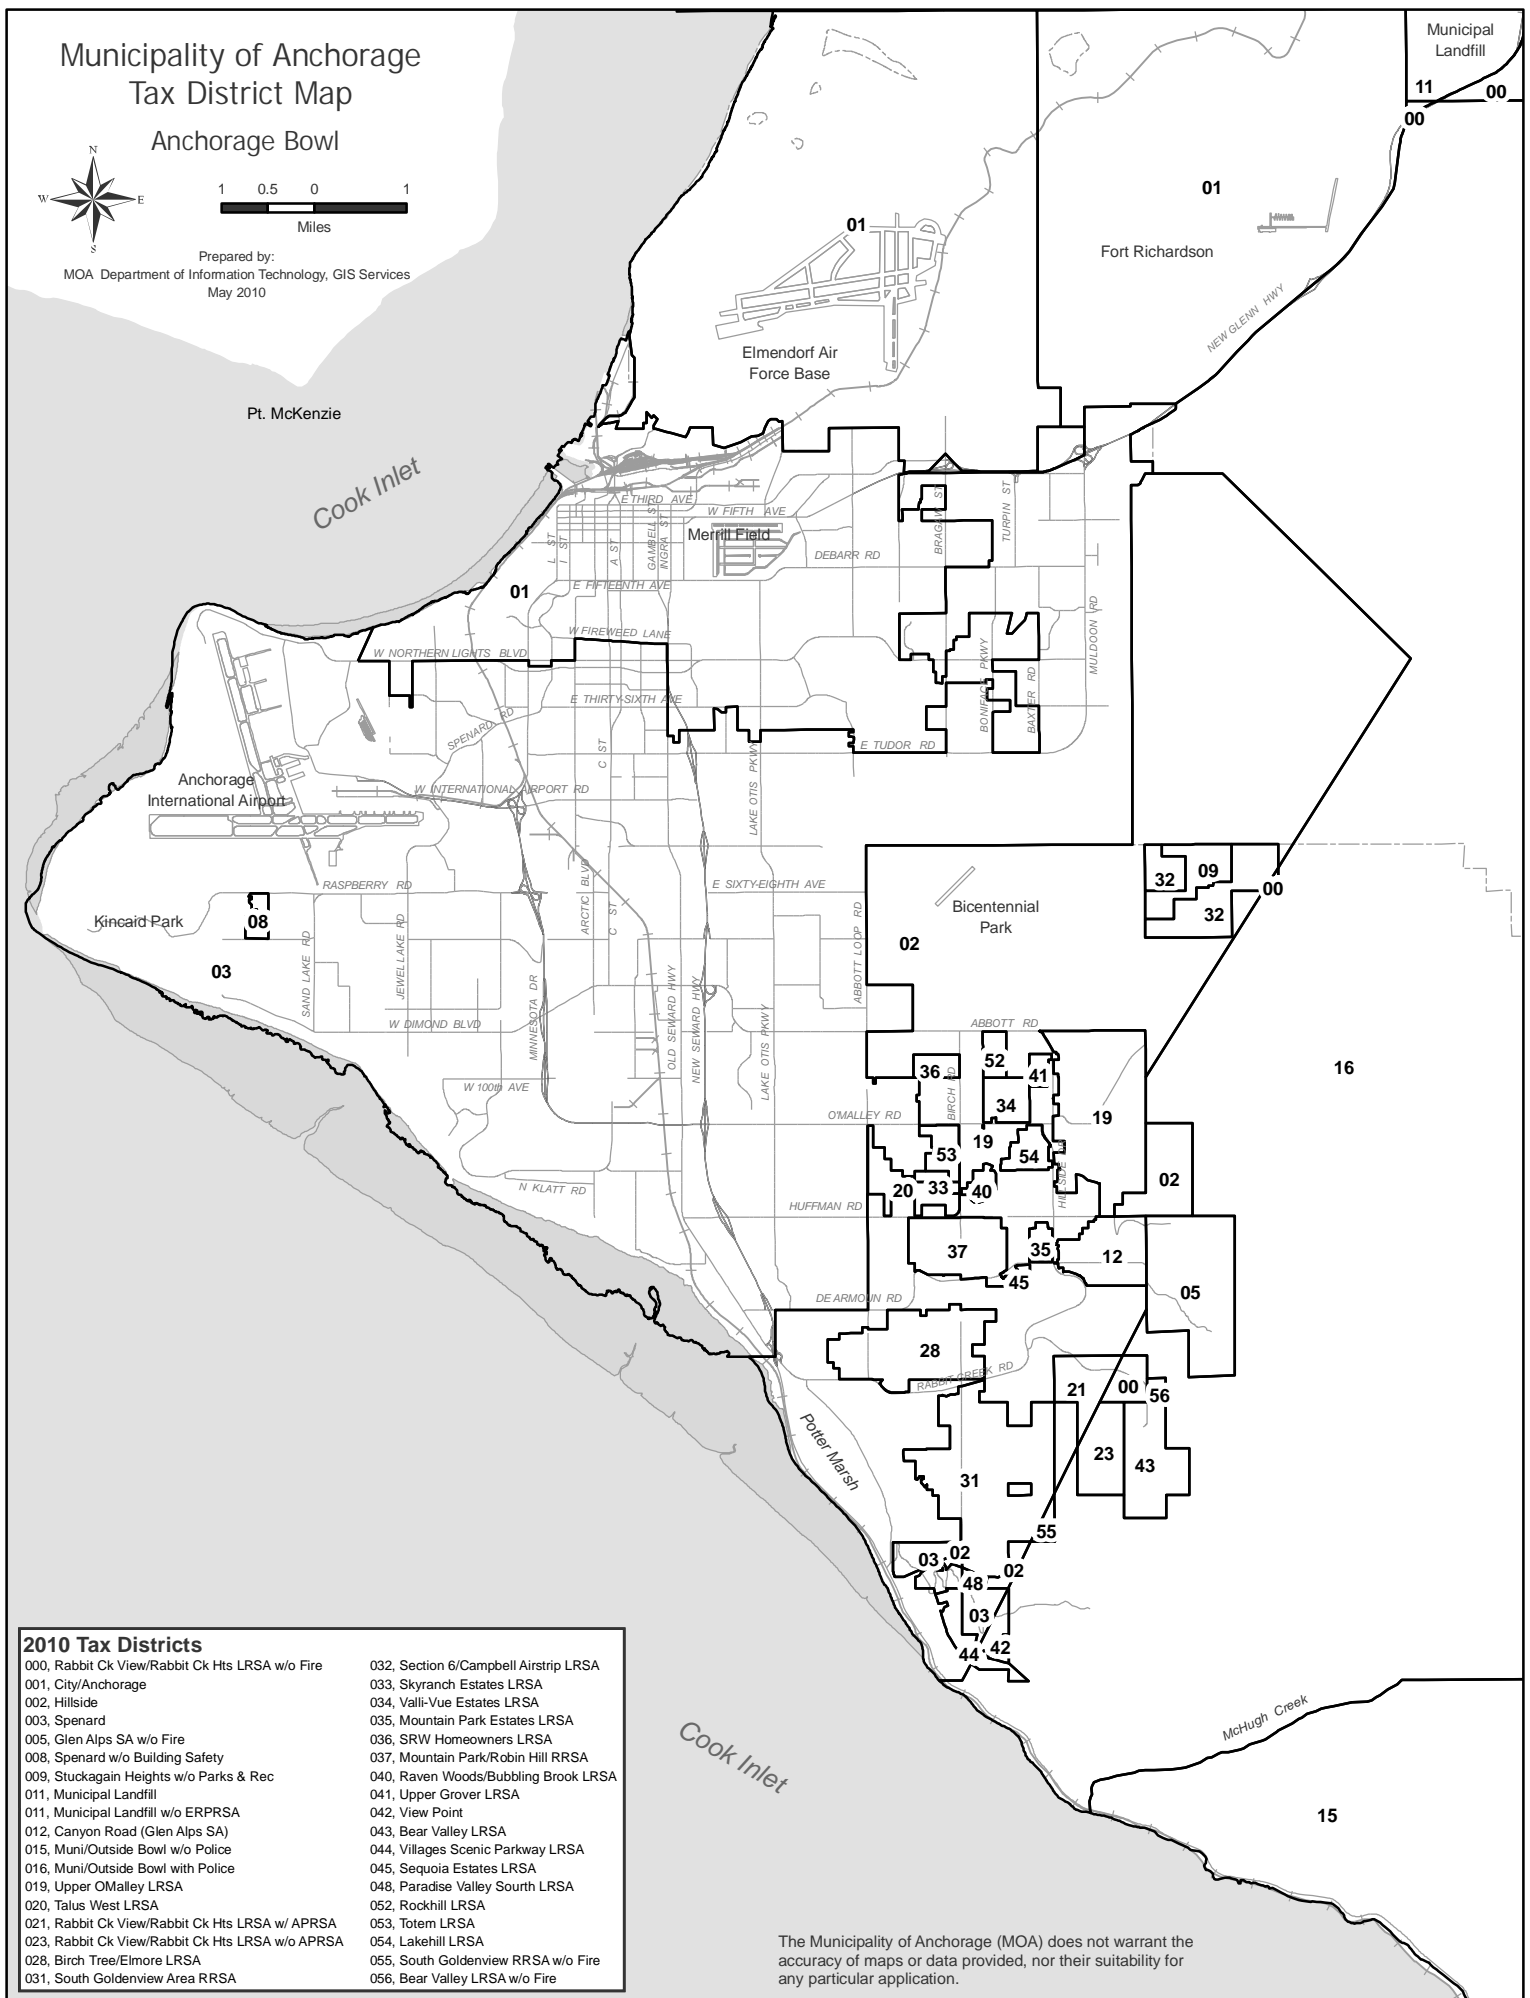 Municipality of Anchorage
Tax District Map
Anchorage Bowl
N
W
E
S
1 0.5 0 1
Miles
Prepared by:
MOA Department of Information Technology, GIS Services
May 2010
Municipal
Landfill
11
00
00
01
Fort Richardson
01
NEW GLENN HWY
Elmendorf Air
Force Base
Pt. McKenzie
Cook Inlet
E THIRD AVE
W FIFTH AVE
Merrill Field
L ST
I ST
A ST
GAMBELL ST
INGRA ST
BRAGAW ST
TURPIN ST
DEBARR RD
E FIFTEENTH AVE
01
W FIREWEED LANE
W NORTHERN LIGHTS BLVD
MULDON RD
BONIFACE PKWY
BAXTER RD
E THIRTY-SIXTH AVE
SPENARD RD
C ST
E TUDOR RD
LAKE OTIS PKWY
Anchorage
International Airport
W INTERNATIONAL AIRPORT RD
RASPBERRY RD
ARCTIC BLVD
E SIXTY-EIGHTH AVE
32
09
00
32
Kincaid Park
08
Bicentennial
Park
02
03
SAND LAKE RD
JEWEL LAKE RD
C ST
ABBOTT LOOP RD
W DIMOND BLVD
MINNESOTA DR
OLD SEWARD HWY
NEW SEWARD HWY
LAKE OTIS PKWY
ABBOTT RD
52
36
41
16
W 100th AVE
BIRCH RD
34
O'MALLEY RD
19
19
53
54
HILLSIDE DR
02
N KLATT RD
20
33
40
HUFFMAN RD
37
35
12
45
05
DE ARMOUN RD
28
RABBIT CREEK RD
21
00
56
Potter Marsh
23
43
31
55
03
02
02
48
03
44
42
McHugh Creek
Cook Inlet
15
2010 Tax Districts
000, Rabbit Ck View/Rabbit Ck Hts LRSA w/o Fire
001, City/Anchorage
002, Hillside
003, Spenard
005, Glen Alps SA w/o Fire
008, Spenard w/o Building Safety
009, Stuckagain Heights w/o Parks & Rec
011, Municipal Landfill
011, Municipal Landfill w/o ERPRSA
012, Canyon Road (Glen Alps SA)
015, Muni/Outside Bowl w/o Police
016, Muni/Outside Bowl with Police
019, Upper OMalley LRSA
020, Talus West LRSA
021, Rabbit Ck View/Rabbit Ck Hts LRSA w/ APRSA
023, Rabbit Ck View/Rabbit Ck Hts LRSA w/o APRSA
028, Birch Tree/Elmore LRSA
031, South Goldenview Area RRSA
032, Section 6/Campbell Airstrip LRSA
033, Skyranch Estates LRSA
034, Valli-Vue Estates LRSA
035, Mountain Park Estates LRSA
036, SRW Homeowners LRSA
037, Mountain Park/Robin Hill RRSA
040, Raven Woods/Bubbling Brook LRSA
041, Upper Grover LRSA
042, View Point
043, Bear Valley LRSA
044, Villages Scenic Parkway LRSA
045, Sequoia Estates LRSA
048, Paradise Valley Sourth LRSA
052, Rockhill LRSA
053, Totem LRSA
054, Lakehill LRSA
055, South Goldenview RRSA w/o Fire
056, Bear Valley LRSA w/o Fire
The Municipality of Anchorage (MOA) does not warrant the
accuracy of maps or data provided, nor their suitability for
any particular application.